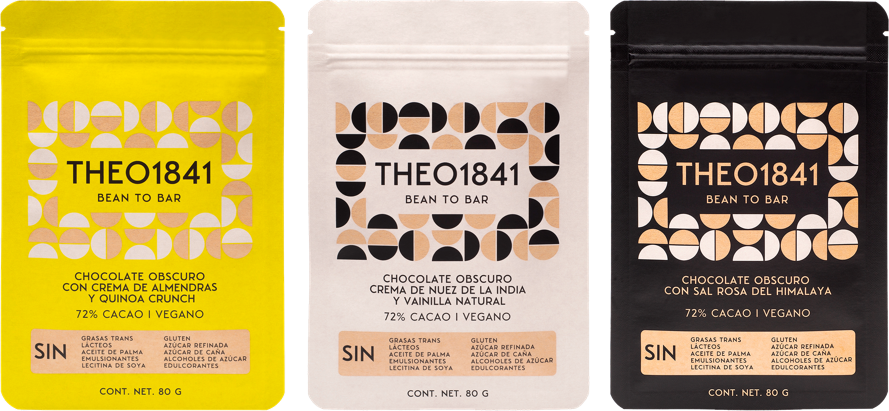 THEO1841
BEAN TO BAR
CHOCOLATE OBSCURO
CON CREMA DE ALMENDRAS
Y QUINOA CRUNCH
72% CACAO | VEGANO
SIN
GRASAS TRANS
LÁCTEOS
ACEITE DE PALMA
EMULSIONANTES
LECITINA DE SOYA
GLUTEN
AZÚCAR REFINADA
AZÚCAR DE CAÑA
ALCOHOLES DE AZÚCAR
EDULCORANTES
CONT. NET. 80 G
THEO1841
BEAN TO BAR
CHOCOLATE OBSCURO
CREMA DE NUEZ DE LA INDIA
Y VAINILLA NATURAL
72% CACAO | VEGANO
SIN
GRASAS TRANS
LÁCTEOS
ACEITE DE PALMA
EMULSIONANTES
LECITINA DE SOYA
GLUTEN
AZÚCAR REFINADA
AZÚCAR DE CAÑA
ALCOHOLES DE AZÚCAR
EDULCORANTES
CONT. NET. 80 G
THEO1841
BEAN TO BAR
CHOCOLATE OBSCURO
CON SAL ROSA DEL HIMALAYA
72% CACAO | VEGANO
SIN
GRASAS TRANS
LÁCTEOS
ACEITE DE PALMA
EMULSIONANTES
LECITINA DE SOYA
GLUTEN
AZÚCAR REFINADA
AZÚCAR DE CAÑA
ALCOHOLES DE AZÚCAR
EDULCORANTES
CONT. NET. 80 G